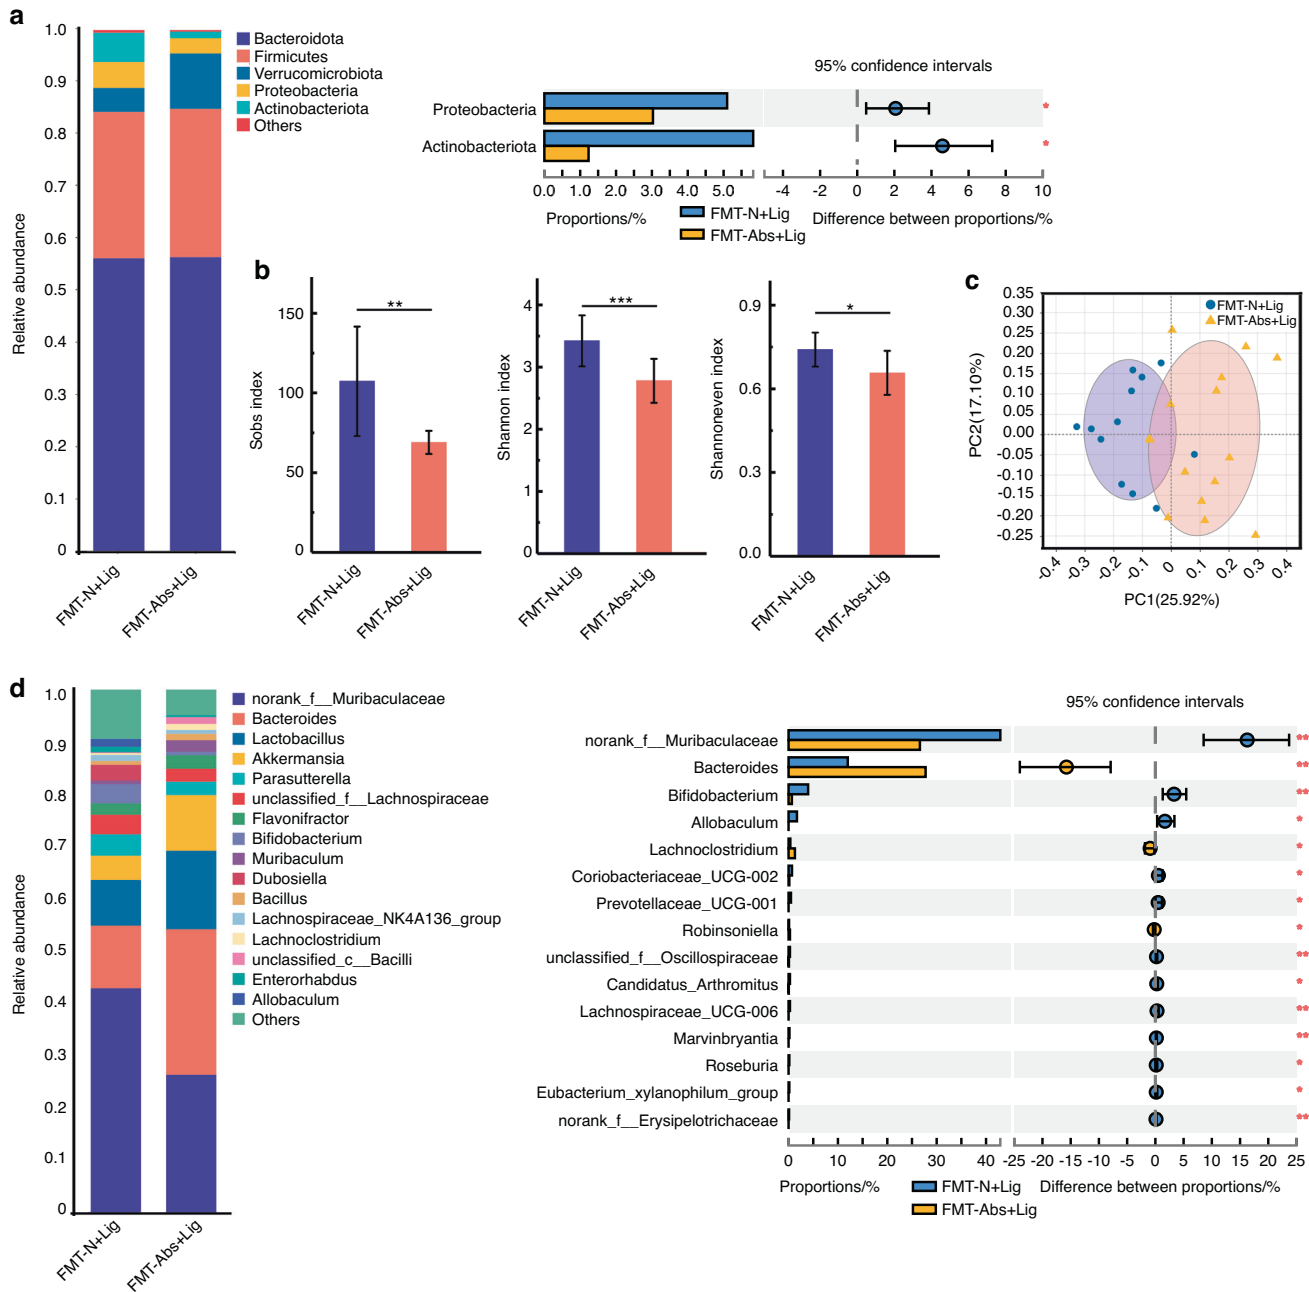 a
1.0
0.9
0.8
0.7
0.6
0.5
0.4
0.3
0.2
0.1
0
Relative abundance
FMT-N+Lig
FMT-Abs+Lig
Bacteroidota
Firmicutes
Verrucomicrobiota
Proteobacteria
Actinobacteriota
Others
95% confidence intervals
Proteobacteria
*
Actinobacteriota
*
0.0 1.0 2.0 3.0 4.0 5.0
-4 -2 0 2 4 6 8 10
Proportions/%
FMT-N+Lig
FMT-Abs+Lig
Difference between proportions/%
b
150
100
50
0
Sobs index
**
FMT-N+Lig
FMT-Abs+Lig
4
3
2
1
0
Shannon index
***
FMT-N+Lig
FMT-Abs+Lig
0.9
0.6
0.3
0.0
Shannoneven index
*
FMT-N+Lig
FMT-Abs+Lig
c
0.35
0.30
0.25
0.20
0.15
0.10
0.05
0.00
-0.05
-0.10
-0.15
-0.20
-0.25
PC2(17.10%)
FMT-N+Lig
FMT-Abs+Lig
-0.4 -0.3 -0.2 -0.1 0 0.1 0.2 0.3 0.4
PC1(25.92%)
d
1.0
0.9
0.8
0.7
0.6
0.5
0.4
0.3
0.2
0.1
0
Relative abundance
FMT-N+Lig
FMT-Abs+Lig
norank_f__Muribaculaceae
Bacteroides
Lactobacillus
Akkermansia
Parasutterella
unclassified_f__Lachnospiraceae
Flavonifractor
Bifidobacterium
Muribaculum
Dubosiella
Bacillus
Lachnospiraceae_NK4A136_group
Lachnoclostridium
unclassified_c__Bacilli
Enterorhabdus
Allobaculum
Others
95% confidence intervals
norank_f__Muribaculaceae
**
Bacteroides
**
Bifidobacterium
**
Allobaculum
*
Lachnoclostridium
*
Coriobacteriaceae_UCG-002
*
Prevotellaceae_UCG-001
*
Robinsoniella
*
unclassified_f__Oscillospiraceae
**
Candidatus_Arthromitus
*
Lachnospiraceae_UCG-006
**
Marvinbryantia
**
Roseburia
*
Eubacterium_xylanophilum_group
*
norank_f__Erysipelotrichaceae
**
0 10 20 30 40
-25 -20 -15 -10 -5 0 5 10 15 20 25
Proportions/%
FMT-N+Lig
FMT-Abs+Lig
Difference between proportions/%